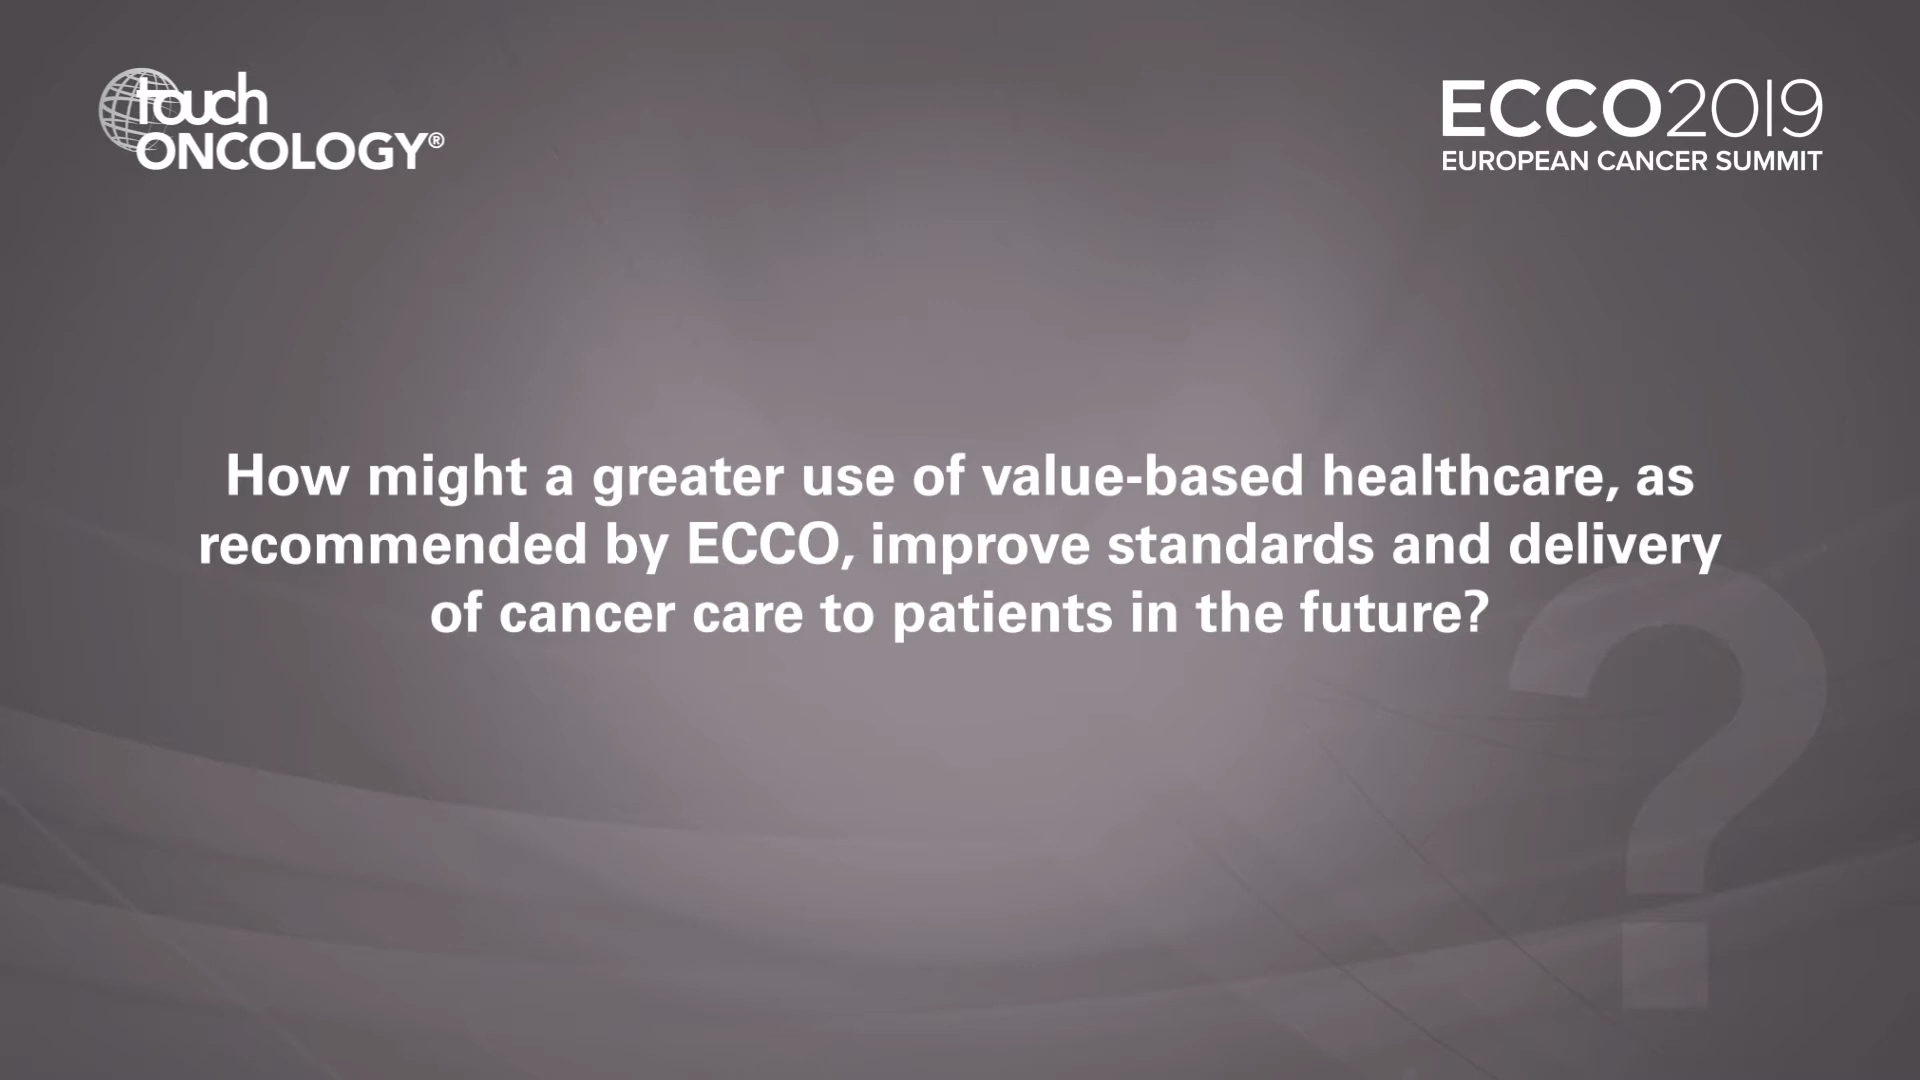 touch
ONCOLOGY®
ECCO2019
EUROPEAN CANCER SUMMIT
How might a greater use of value-based healthcare, as
recommended by ECCO, improve standards and delivery
of cancer care to patients in the future?
?